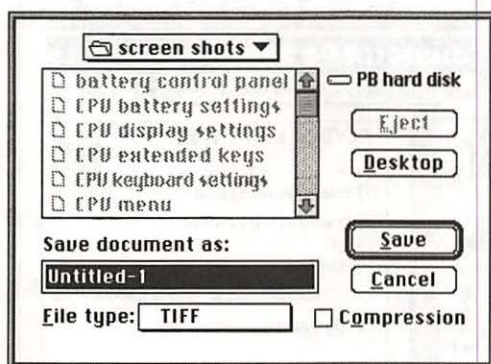 screen shots
battery control panel
CPU battery settings
CPU display settings
CPU extended keys
CPU keyboard settings
CPU menu
PB hard disk
Eject
Desktop
Save document as:
Untitled-1
Save
Cancel
File type: TIFF
Compression